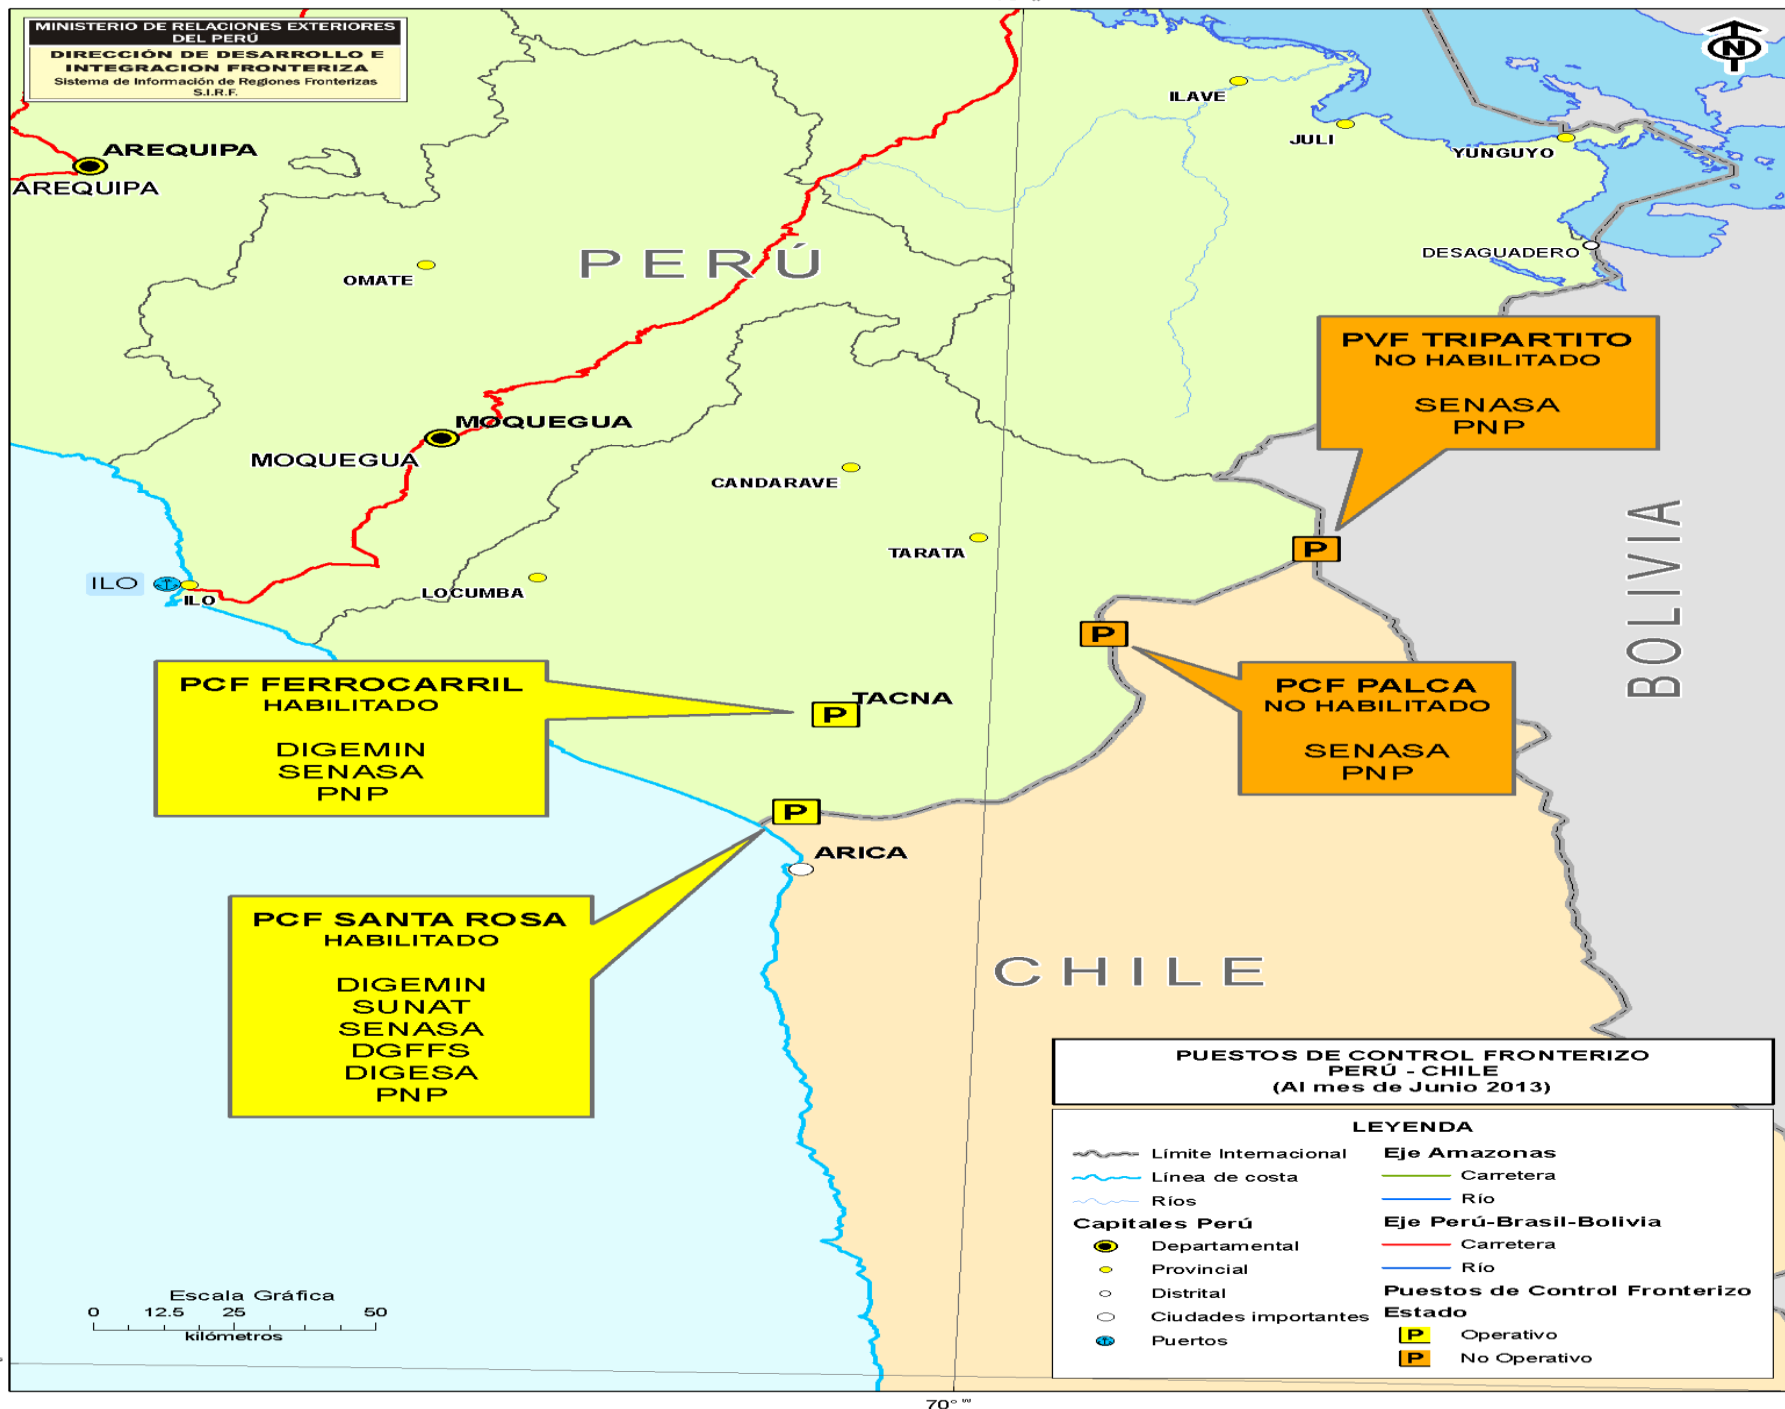 MINISTERIO DE RELACIONES EXTERIORES
DEL PERÚ
DIRECCIÓN DE DESARROLLO E
INTEGRACION FRONTERIZA
Sistema de Información de Regiones Fronterizas
S.I.R.F.
N
ILAVE
JULI
YUNGUYO
AREQUIPA
AREQUIPA
PERÚ
OMATE
DESAGUADERO
PVF TRIPARTITO
NO HABILITADO
SENASA
PNP
MOQUEGUA
MOQUEGUA
CANDARAVE
TARATA
P
BOLIVIA
ILO
ILO
LOCUMBA
P
PCF FERROCARRIL
HABILITADO
DIGEMIN
SENASA
PNP
TACNA
P
PCF PALCA
NO HABILITADO
SENASA
PNP
P
ARICA
PCF SANTA ROSA
HABILITADO
DIGEMIN
SUNAT
SENASA
DGFFS
DIGESA
PNP
CHILE
PUESTOS DE CONTROL FRONTERIZO
PERÚ - CHILE
(Al mes de Junio 2013)
LEYENDA
Límite Internacional
Línea de costa
Ríos
Capitales Perú
Departamental
Provincial
Distrital
Ciudades importantes
Puertos
Eje Amazonas
Carretera
Río
Eje Perú-Brasil-Bolivia
Carretera
Río
Puestos de Control Fronterizo
Estado
P Operativo
P No Operativo
Escala Gráfica
0 12.5 25 50
kilómetros
70° W